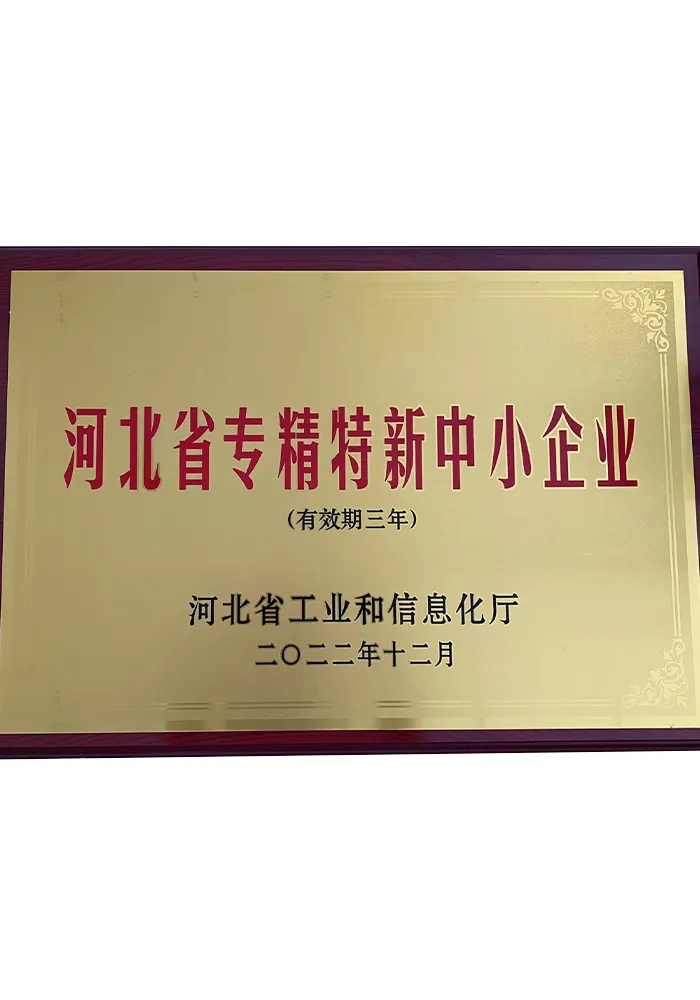 河北省专精特新中小企业
(有效期三年)
河北省工业和信息化厅
二〇二二年十二月